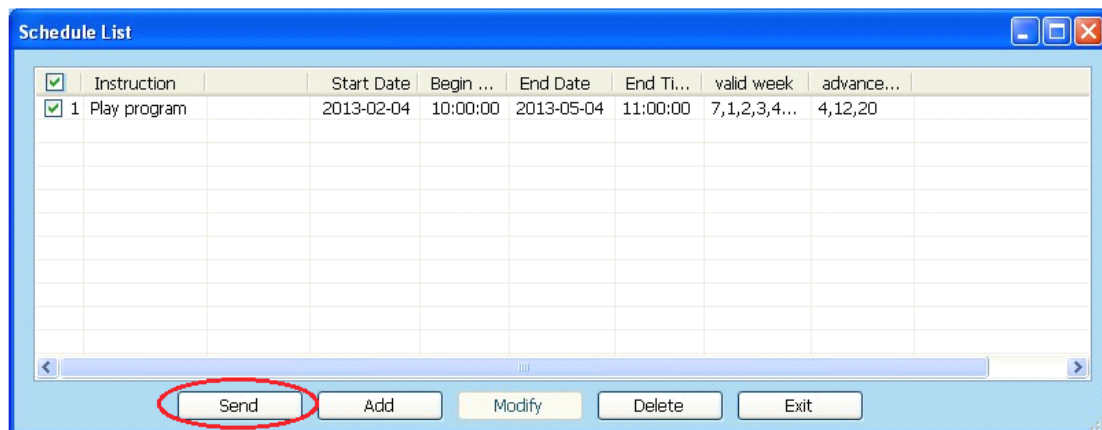 Schedule List
Instruction Start Date Begin ... End Date End Ti... valid week advance...
1 Play program 2013-02-04 10:00:00 2013-05-04 11:00:00 7,1,2,3,4... 4,12,20
Send Add Modify Delete Exit